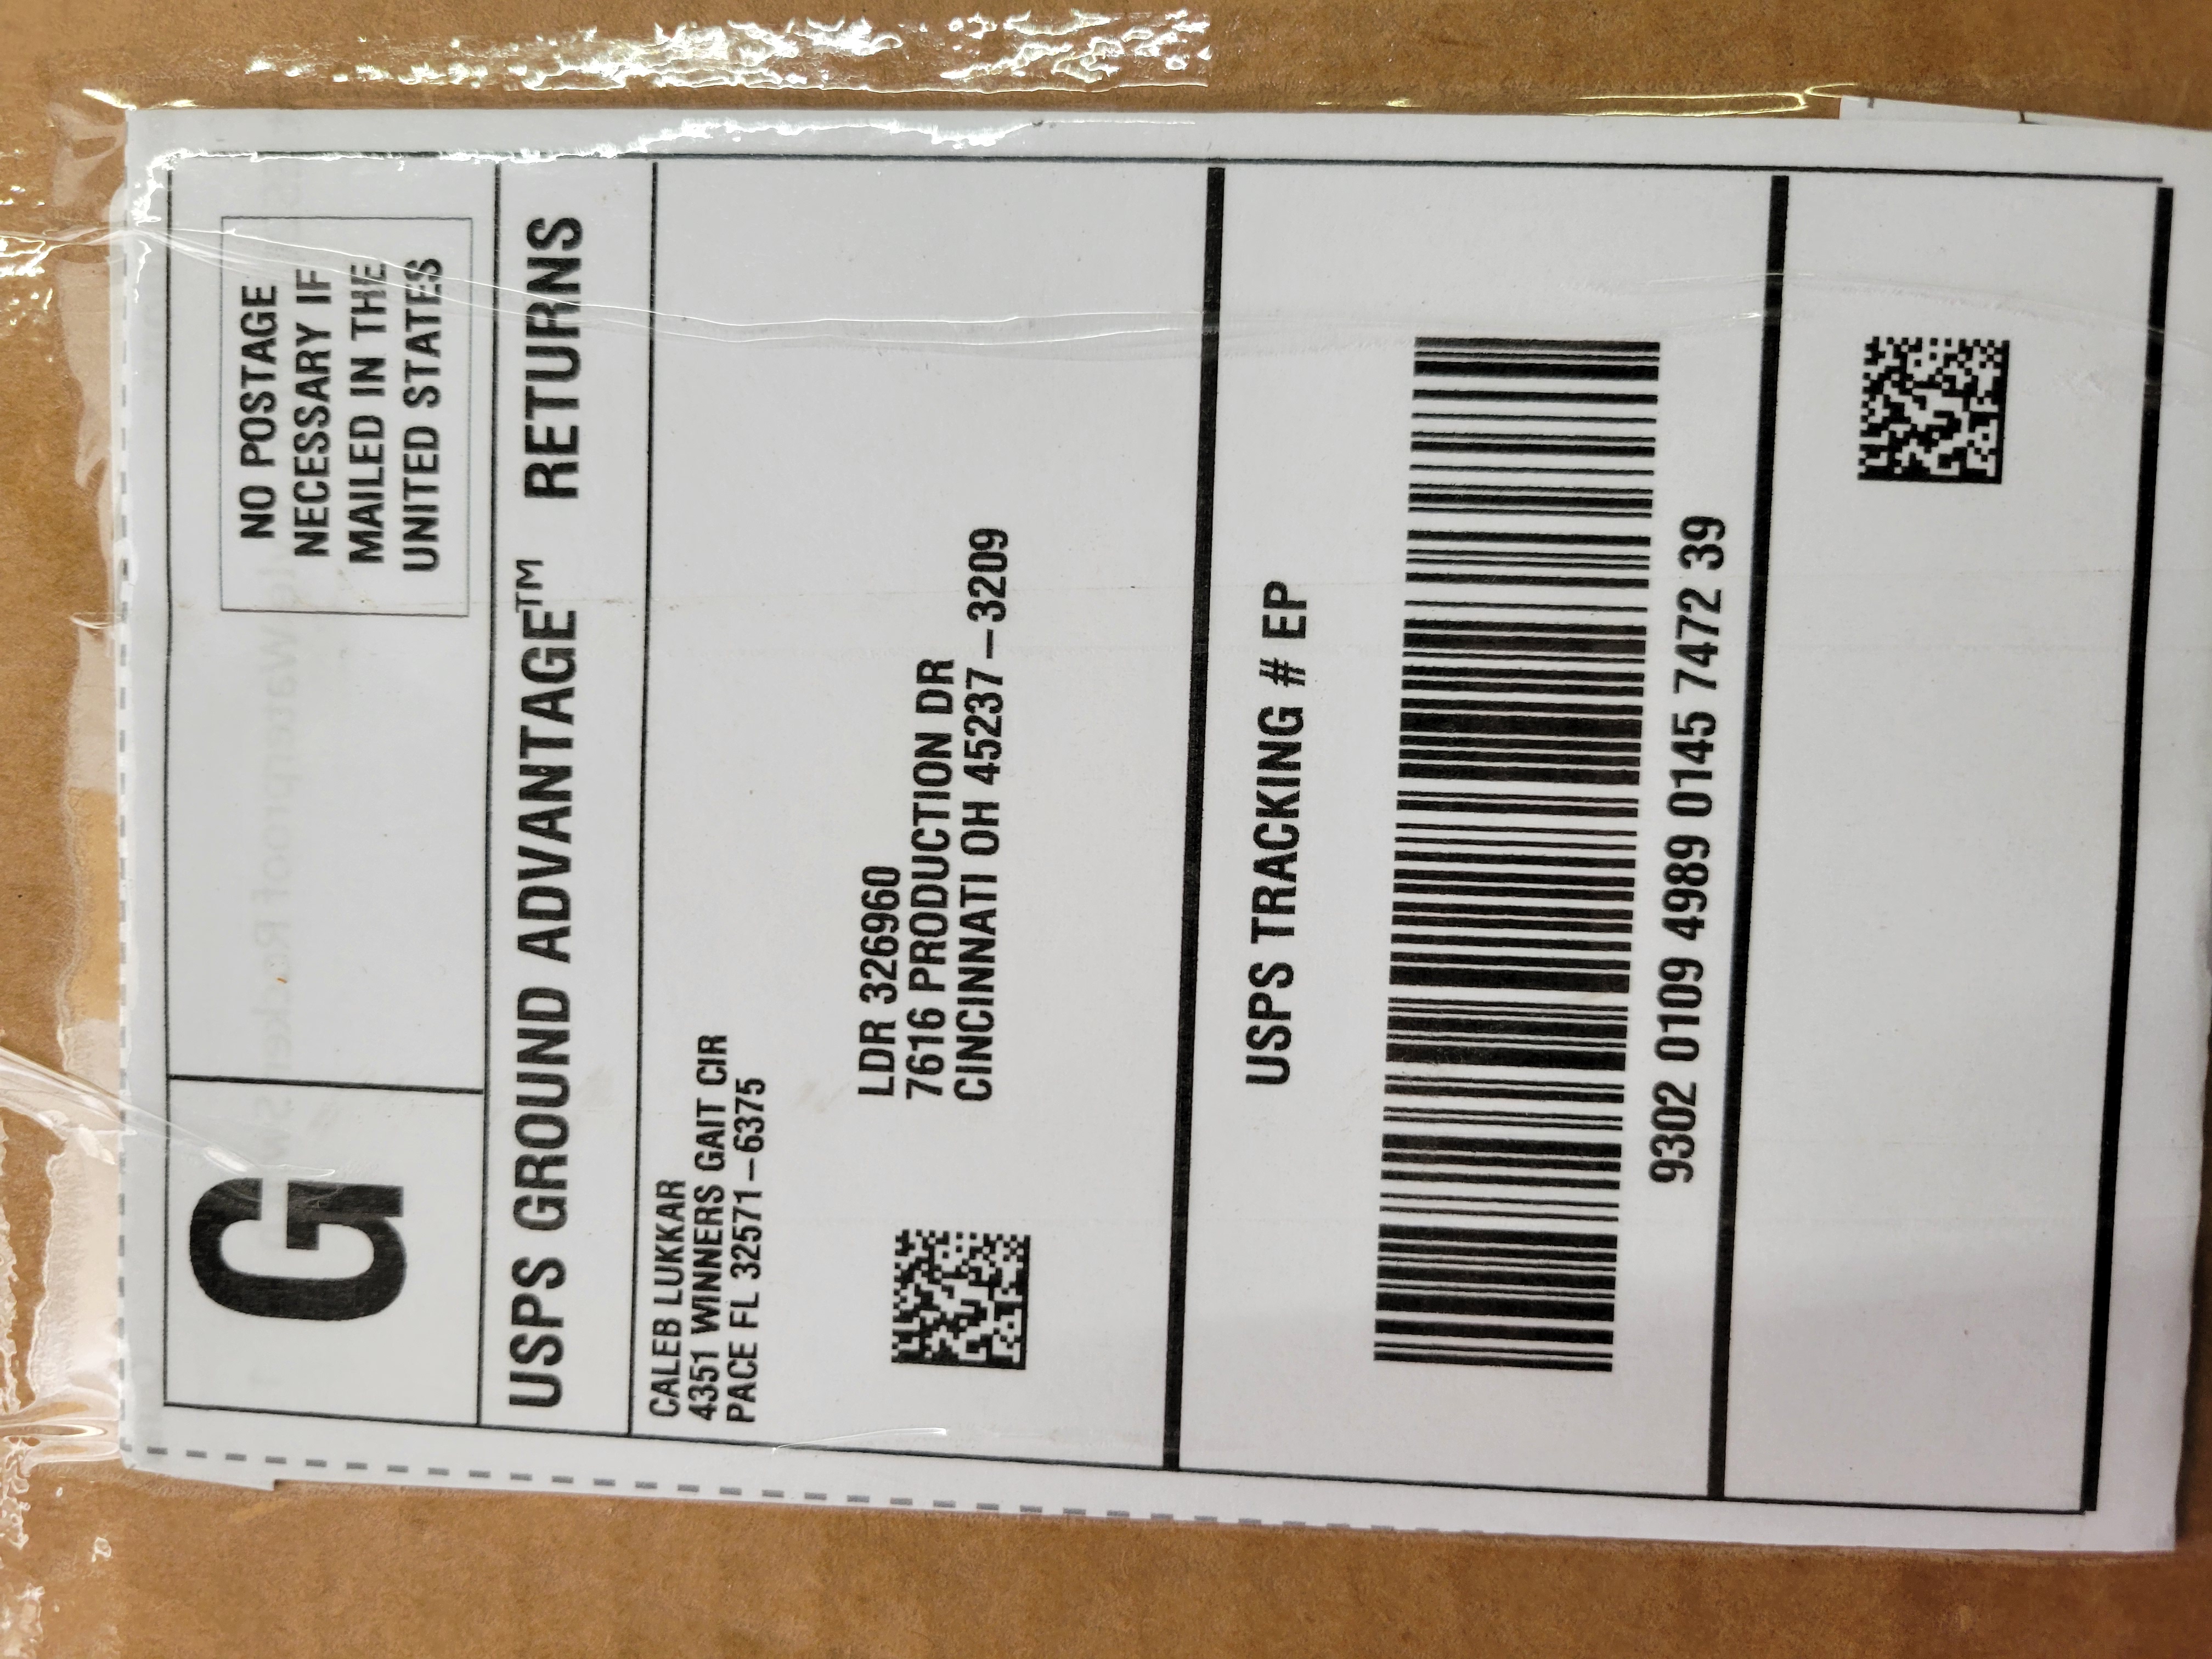 G
NO POSTAGE
NECESSARY IF
MAILED IN THE
UNITED STATES
USPS GROUND ADVANTAGE™ RETURNS
CALEB LUKKAR
4351 WINNERS GAIT CIR
PACE FL 32571-6375
LDR 326960
7616 PRODUCTION DR
CINCINNATI OH 45237-3209
USPS TRACKING # EP
9302 0109 4989 0145 7472 39